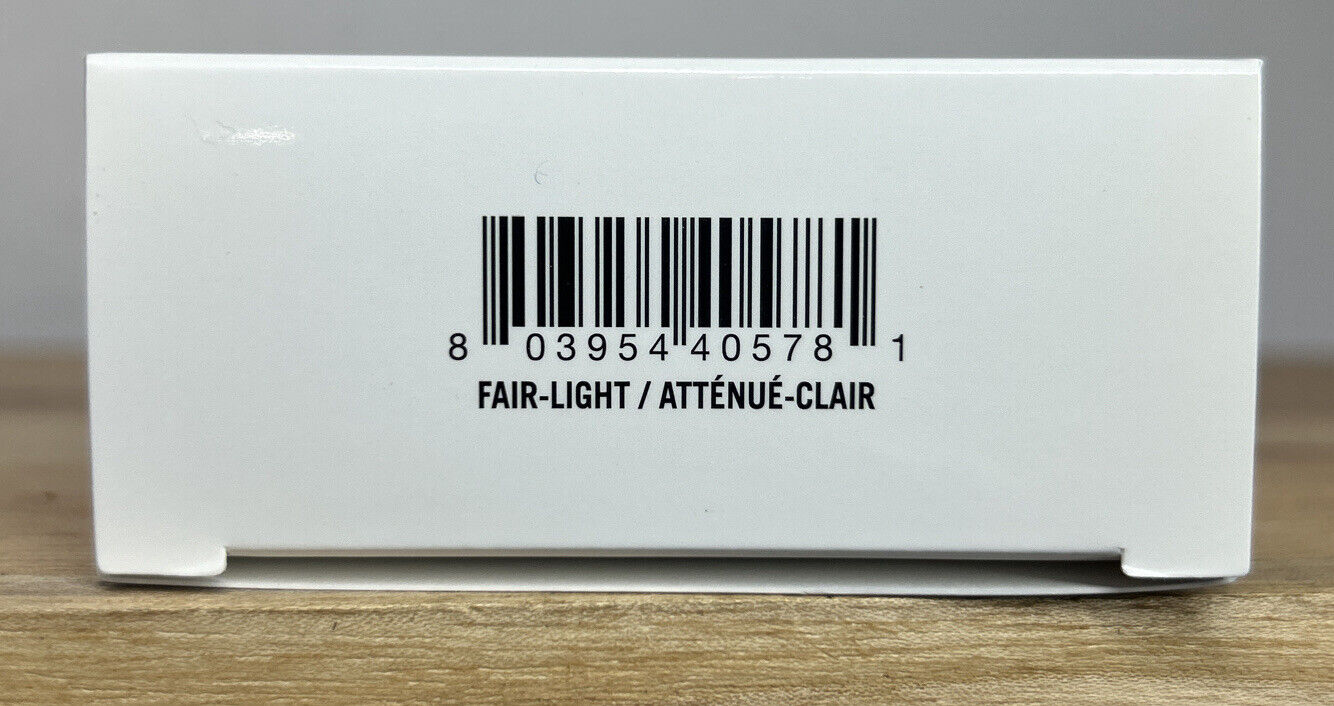 8 03954 40578 1
FAIR-LIGHT / ATTÉNUÉ-CLAIR